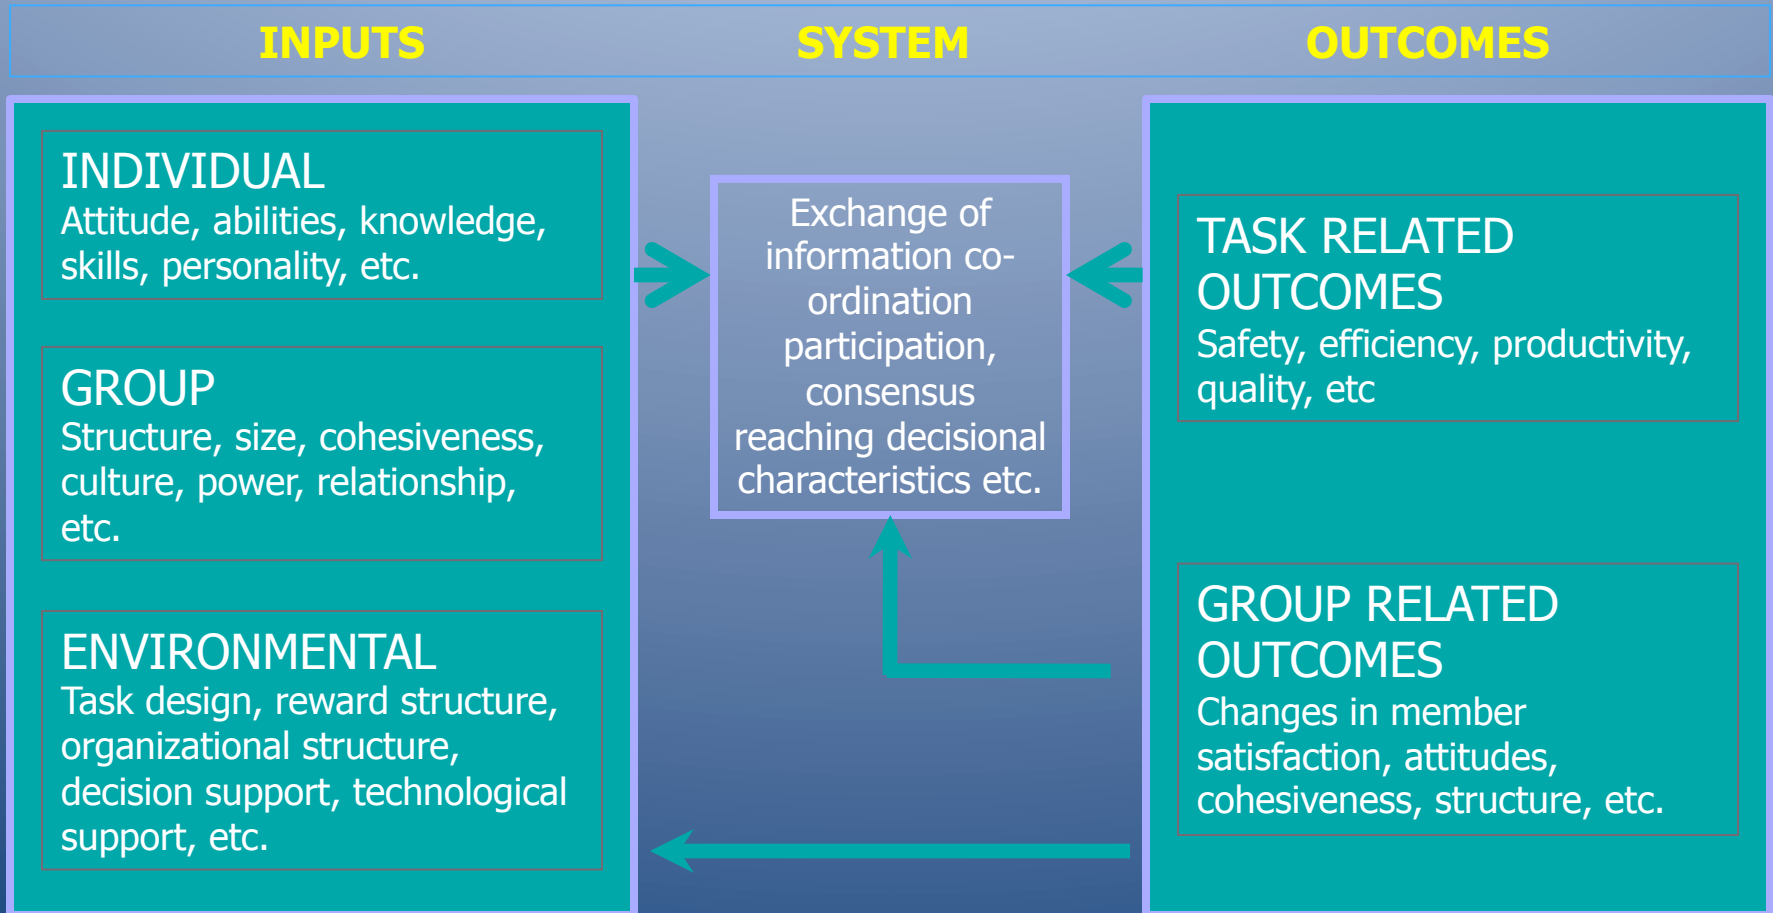 INPUTS SYSTEM OUTCOMES
INDIVIDUAL
Attitude, abilities, knowledge,
skills, personality, etc.
GROUP
Structure, size, cohesiveness,
culture, power, relationship,
etc.
ENVIRONMENTAL
Task design, reward structure,
organizational structure,
decision support, technological
support, etc.
Exchange of
information co-
ordination
participation,
consensus
reaching decisional
characteristics etc.
TASK RELATED
OUTCOMES
Safety, efficiency, productivity,
quality, etc
GROUP RELATED
OUTCOMES
Changes in member
satisfaction, attitudes,
cohesiveness, structure, etc.